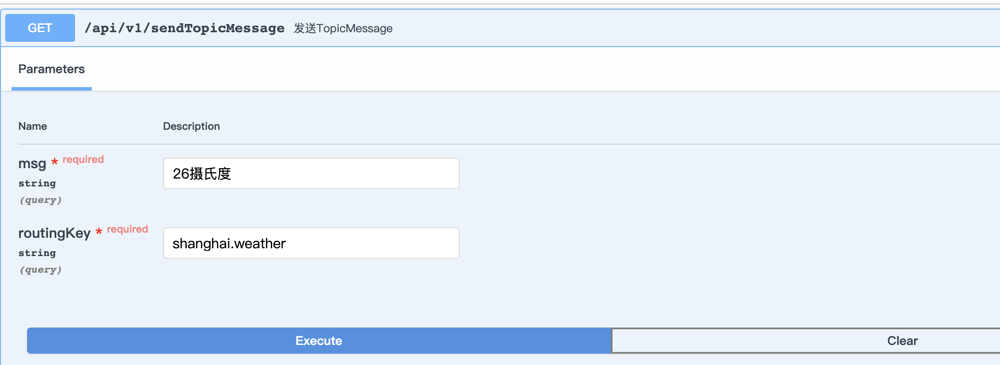 GET /api/v1/sendTopicMessage 发送TopicMessage
Parameters
Name Description
msg * required
string
(query)
26摄氏度
routingKey * required
string
(query)
shanghai.weather
Execute Clear